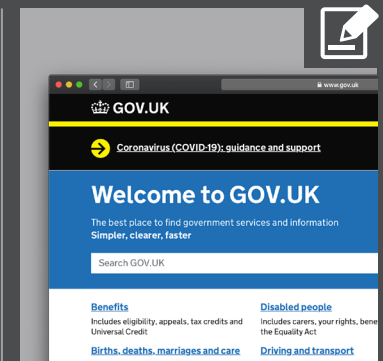 www.gov.uk
GOV.UK
Coronavirus (COVID-19): guidance and support
Welcome to GOV.UK
The best place to find government services and information
Simpler, clearer, faster
Search GOV.UK
Benefits
Includes eligibility, appeals, tax credits and
Universal Credit
Births, deaths, marriages and care
Disabled people
Includes carers, your rights, bene
the Equality Act
Driving and transport